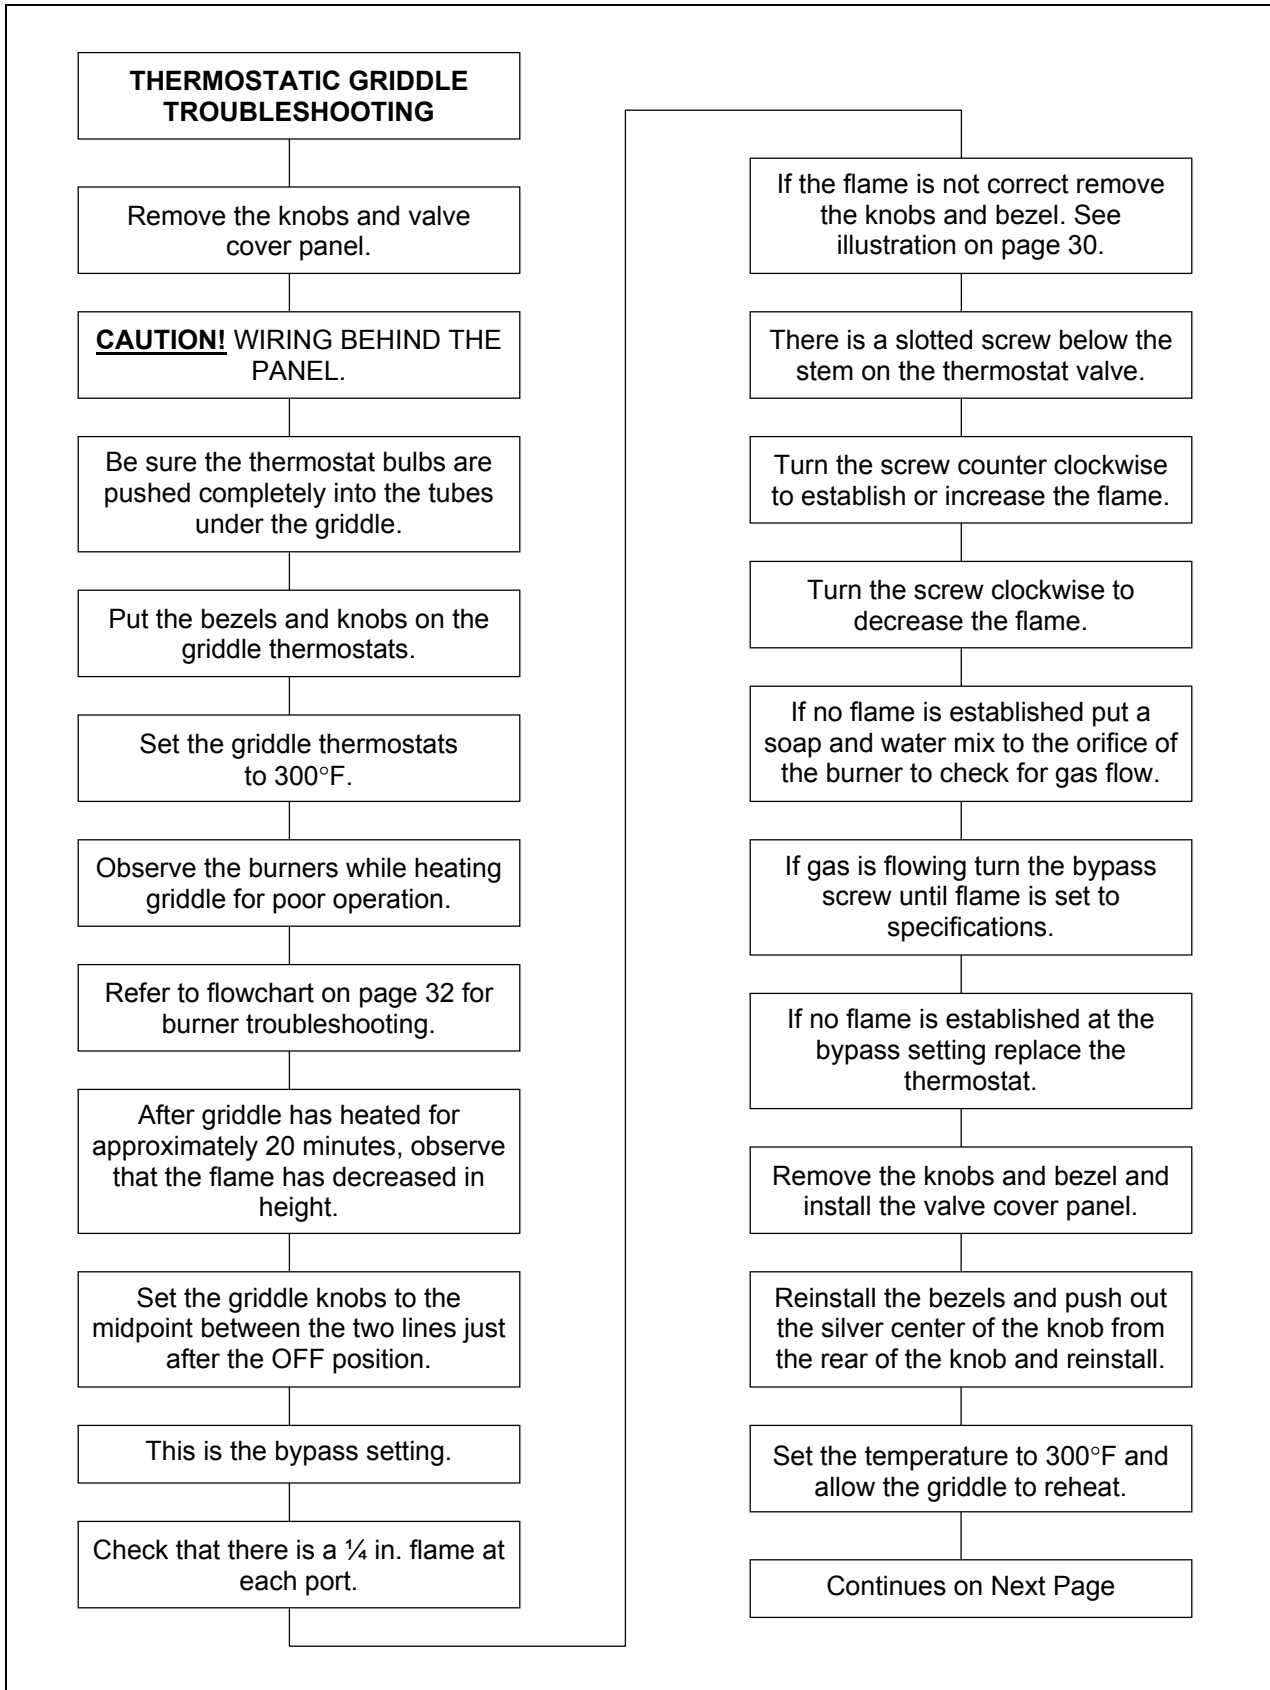 THERMOSTATIC GRIDDLE
TROUBLESHOOTING
Remove the knobs and valve
cover panel.
CAUTION! WIRING BEHIND THE
PANEL.
Be sure the thermostat bulbs are
pushed completely into the tubes
under the griddle.
Put the bezels and knobs on the
griddle thermostats.
Set the griddle thermostats
to 300°F.
Observe the burners while heating
griddle for poor operation.
Refer to flowchart on page 32 for
burner troubleshooting.
After griddle has heated for
approximately 20 minutes, observe
that the flame has decreased in
height.
Set the griddle knobs to the
midpoint between the two lines just
after the OFF position.
This is the bypass setting.
Check that there is a ¼ in. flame at
each port.
If the flame is not correct remove
the knobs and bezel. See
illustration on page 30.
There is a slotted screw below the
stem on the thermostat valve.
Turn the screw counter clockwise
to establish or increase the flame.
Turn the screw clockwise to
decrease the flame.
If no flame is established put a
soap and water mix to the orifice of
the burner to check for gas flow.
If gas is flowing turn the bypass
screw until flame is set to
specifications.
If no flame is established at the
bypass setting replace the
thermostat.
Remove the knobs and bezel and
install the valve cover panel.
Reinstall the bezels and push out
the silver center of the knob from
the rear of the knob and reinstall.
Set the temperature to 300°F and
allow the griddle to reheat.
Continues on Next Page